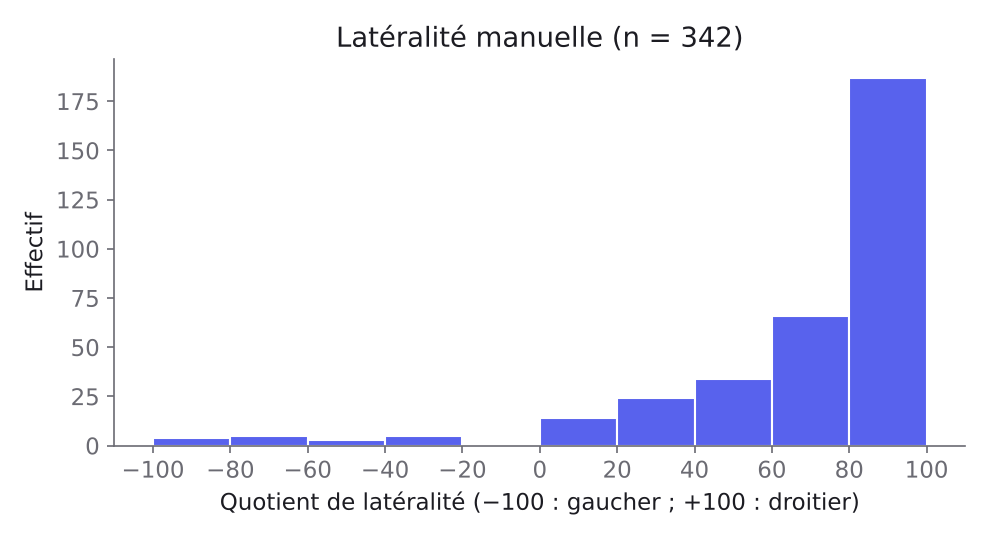 Latéralité manuelle (n = 342)
Effectif
175
150
125
100
75
50
25
0
−100 −80 −60 −40 −20 0 20 40 60 80 100
Quotient de latéralité (−100 : gaucher ; +100 : droitier)